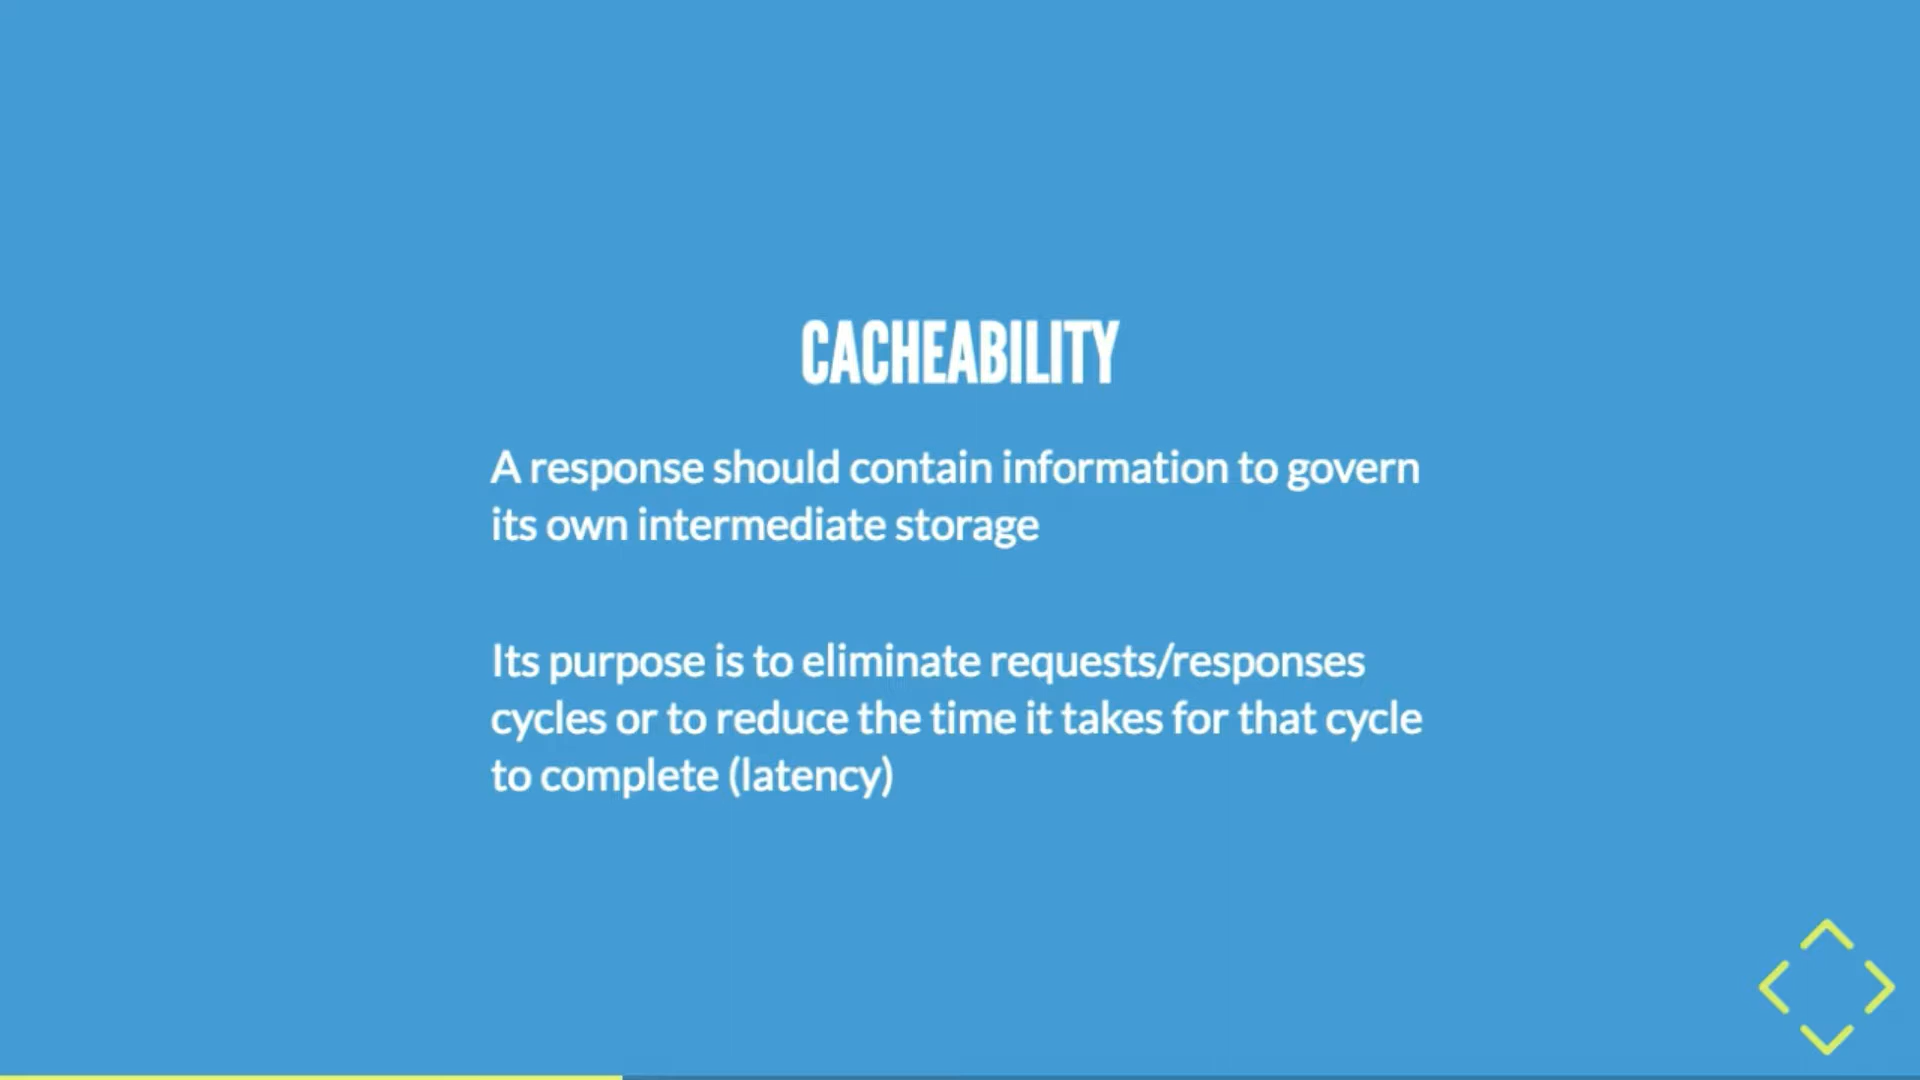 CACHEABILITY
A response should contain information to govern
its own intermediate storage
Its purpose is to eliminate requests/responses
cycles or to reduce the time it takes for that cycle
to complete (latency)